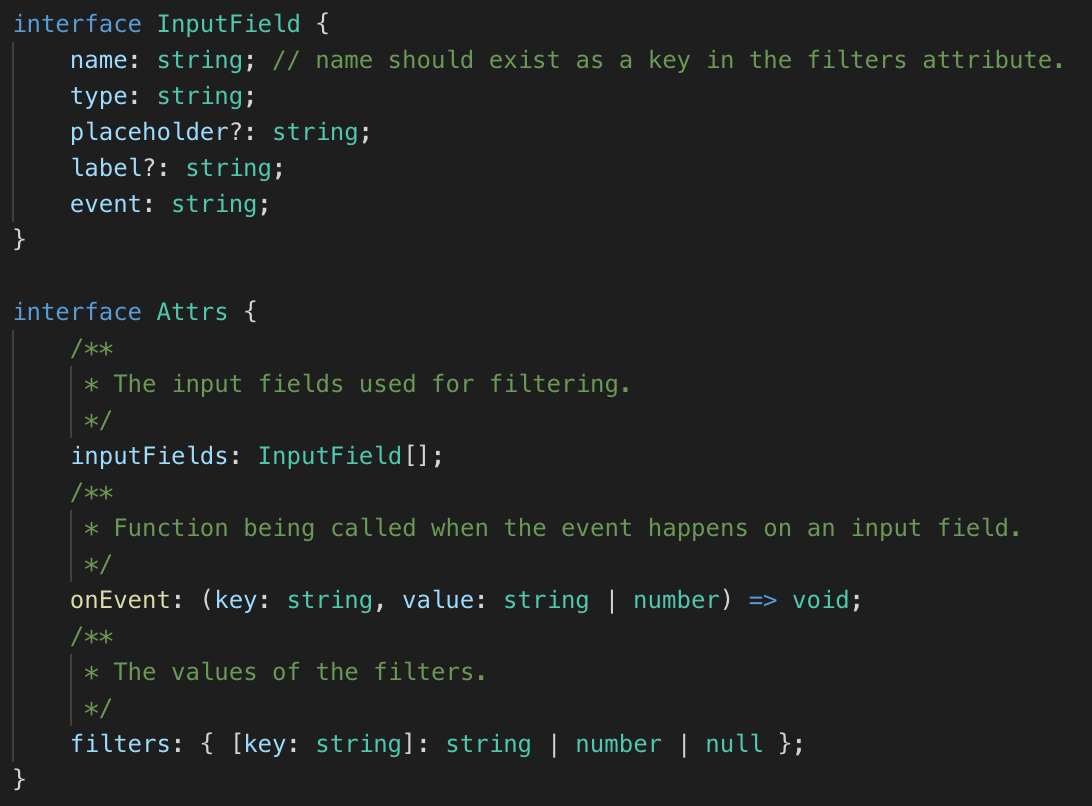 interface InputField {
    name: string; // name should exist as a key in the filters attribute.
    type: string;
    placeholder?: string;
    label?: string;
    event: string;
}

interface Attrs {
    /**
     * The input fields used for filtering.
     */
    inputFields: InputField[];
    /**
     * Function being called when the event happens on an input field.
     */
    onEvent: (key: string, value: string | number) => void;
    /**
     * The values of the filters.
     */
    filters: { [key: string]: string | number | null };
}